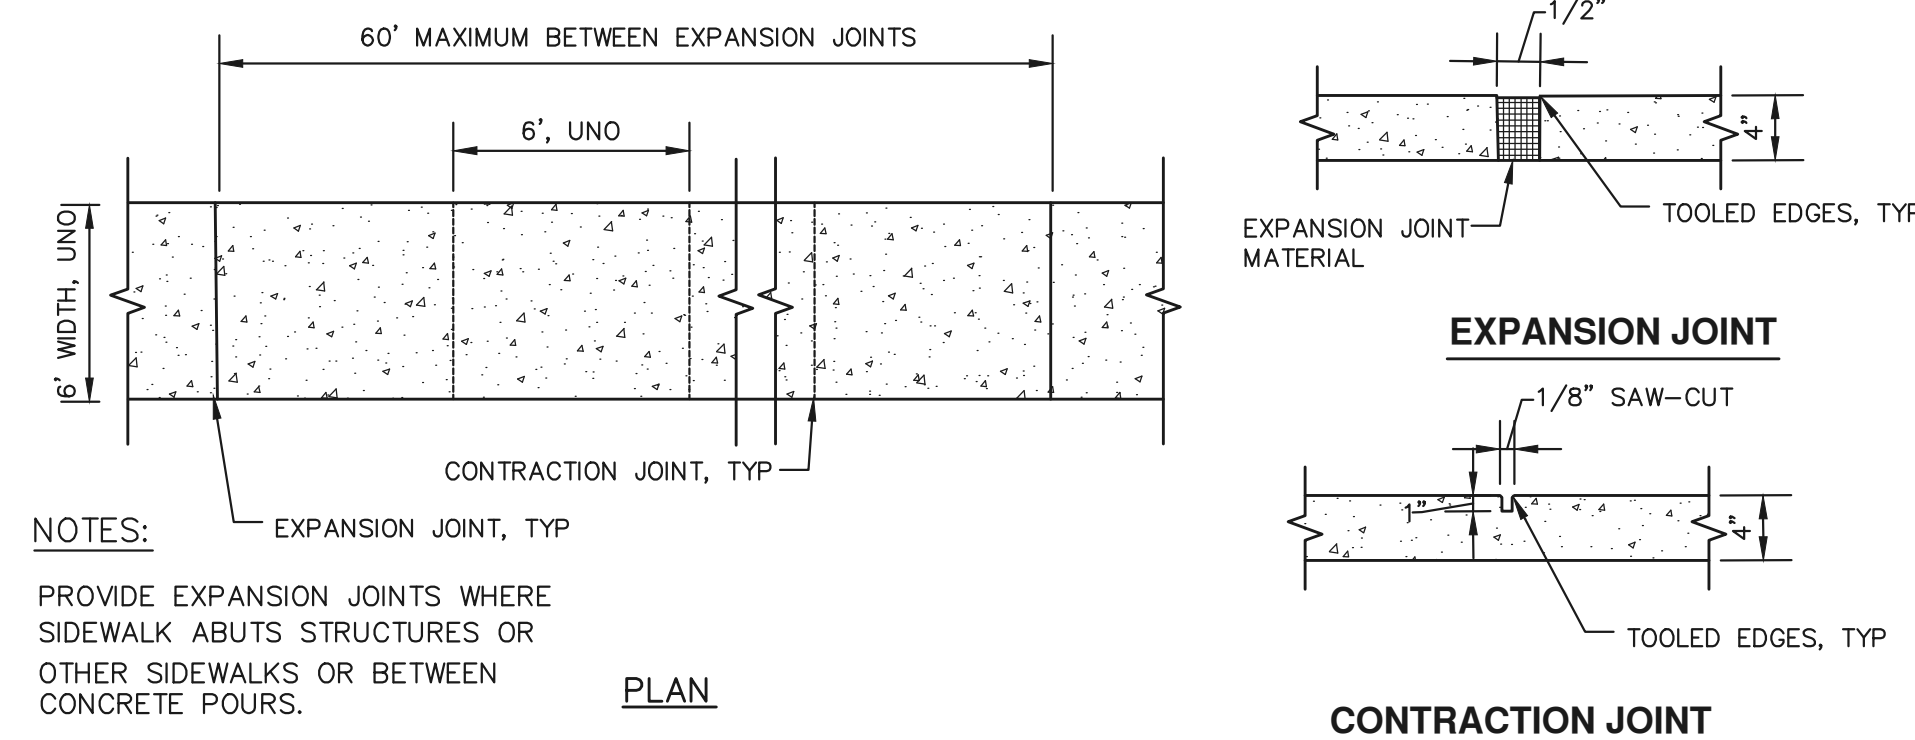 60' MAXIMUM BETWEEN EXPANSION JOINTS
6', UNO
6' WIDTH, UNO
CONTRACTION JOINT, TYP
EXPANSION JOINT, TYP
NOTES:
PROVIDE EXPANSION JOINTS WHERE
SIDEWALK ABUTS STRUCTURES OR
OTHER SIDEWALKS OR BETWEEN
CONCRETE POURS.
PLAN
1/2"
4"
TOOLED EDGES, TYP
EXPANSION JOINT
MATERIAL
EXPANSION JOINT
1/8" SAW-CUT
1"
4"
TOOLED EDGES, TYP
CONTRACTION JOINT